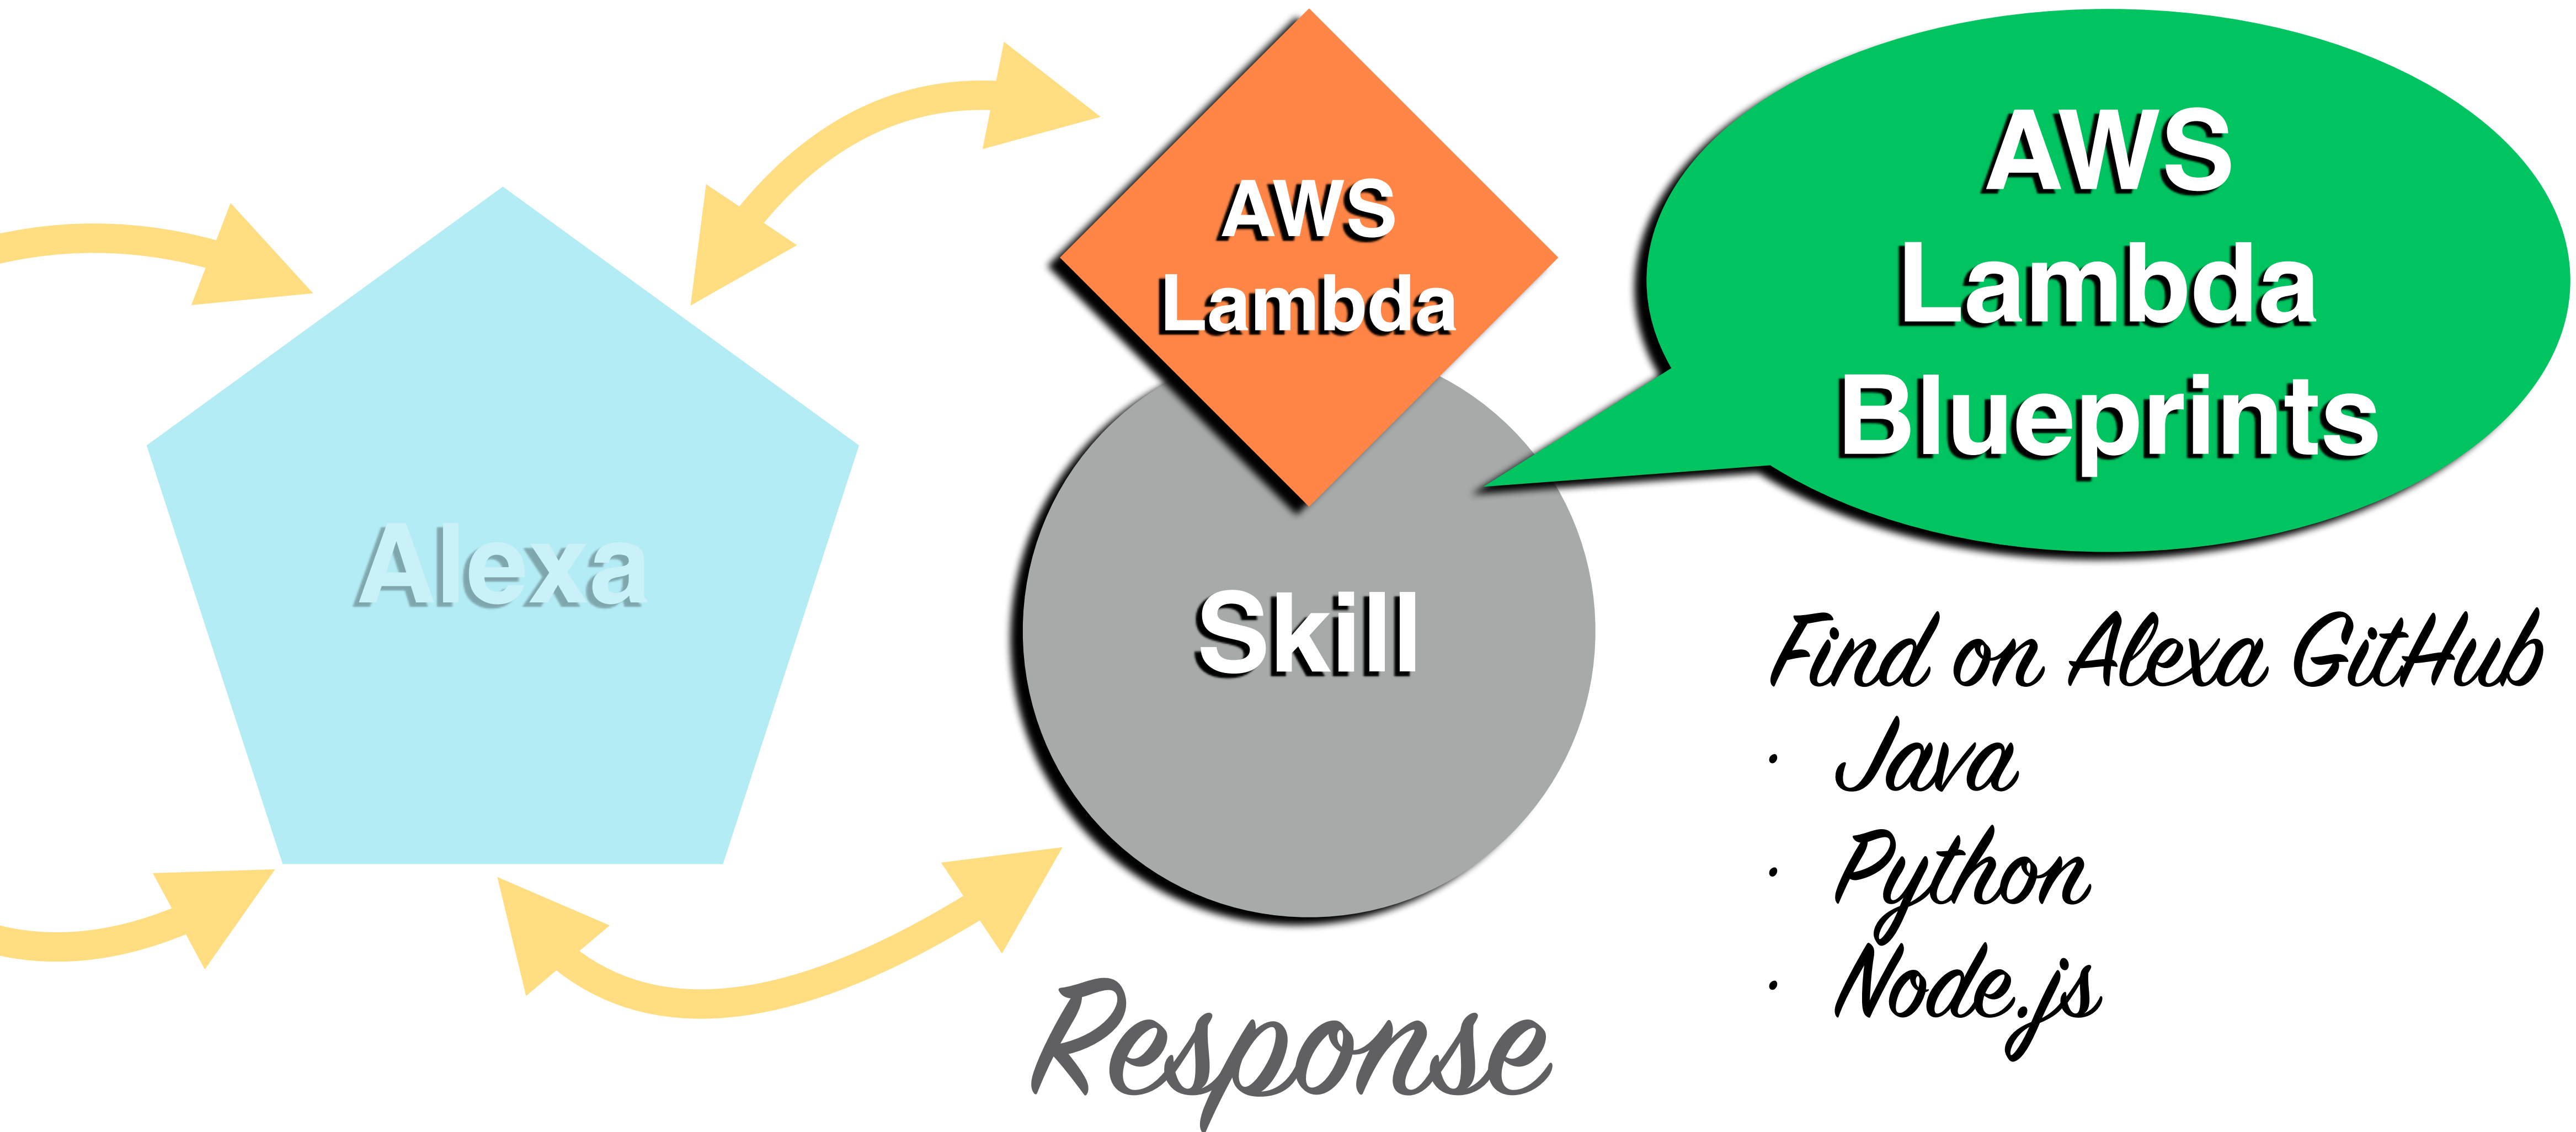 Alexa
AWS
Lambda
Skill
Response
AWS
Lambda
Blueprints
Find on Alexa GitHub
· Java
· Python
· Node.js